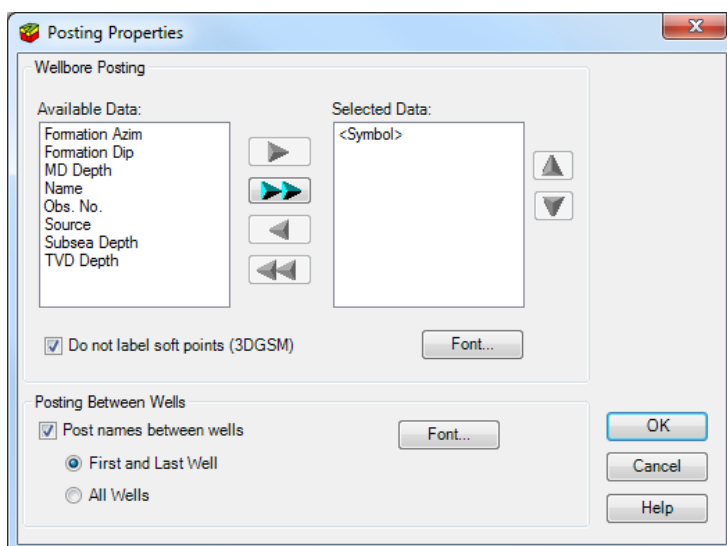 Posting Properties
Wellbore Posting
Available Data:
Selected Data:
Formation Azim
Formation Dip
MD Depth
Name
Obs. No.
Source
Subsea Depth
TVD Depth
<Symbol>
Do not label soft points (3DGSM)
Font...
Posting Between Wells
Post names between wells
Font...
First and Last Well
All Wells
OK
Cancel
Help